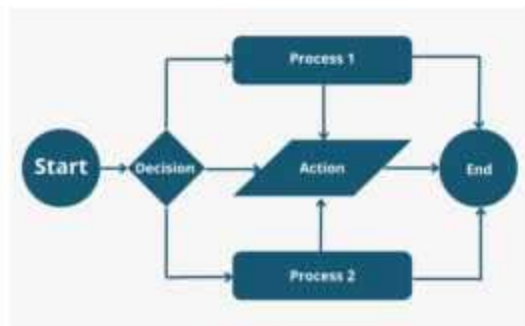 Process 1
Start
Decision
Action
End
Process 2